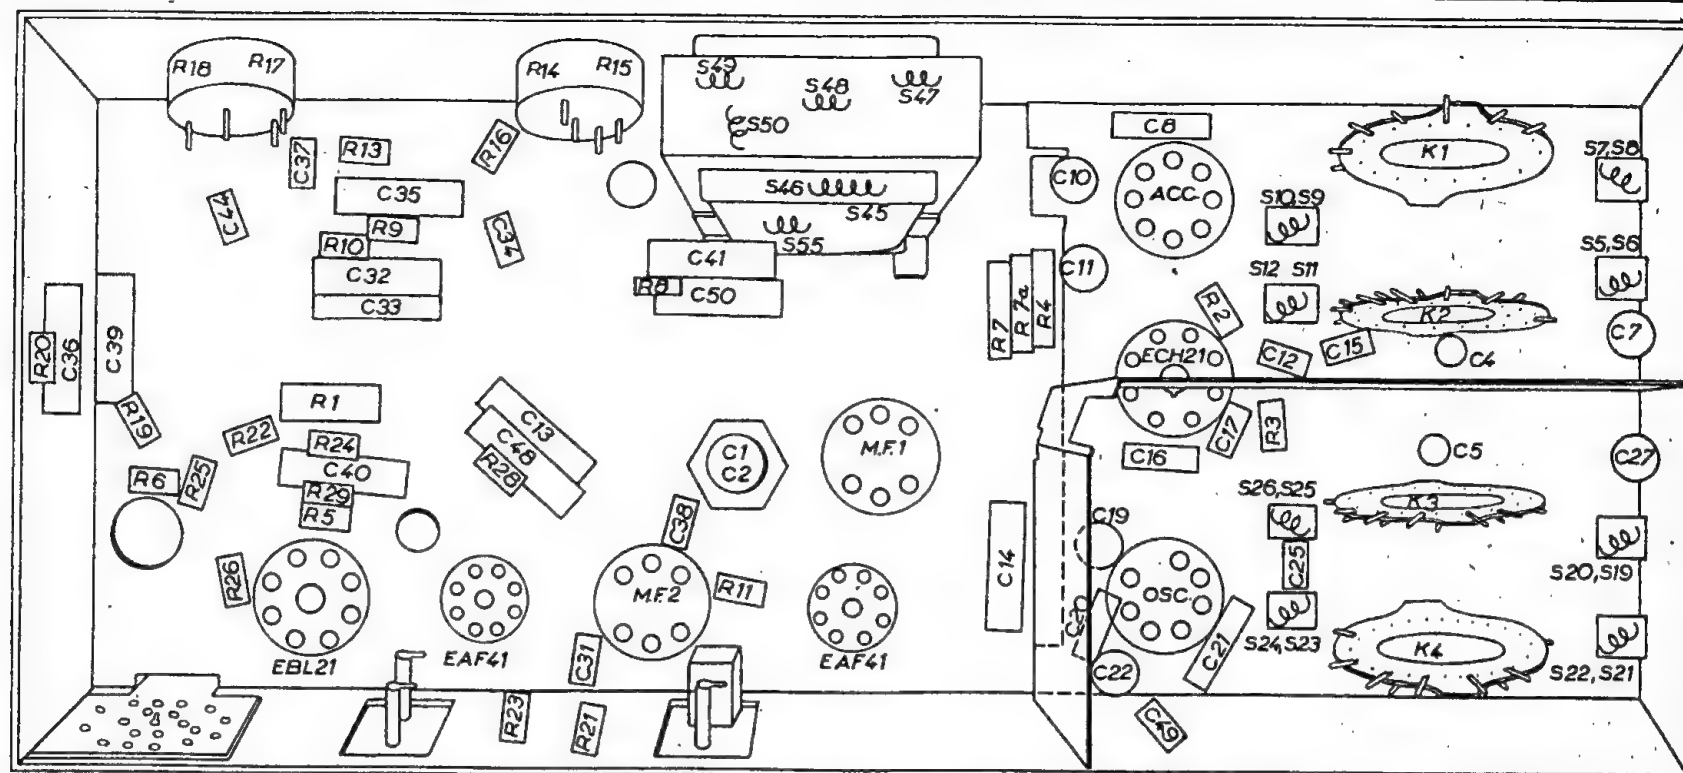 R18 R17
R14 R15
S49
S48
S47
S50
C37
R13
R16
C35
C44
R9
R10
C34
C32
C33
S46
S45
S55
C41
R8
C50
C8
C10
ACC.
C11
R7
R7a
R4
R2
ECH21
C12
C15
C4
K1
K2
S7,S8
S10,S9
S5,S6
S12 S11
C7
R20
C36
C39
R19
R1
R22
R24
C40
R25
R6
R29
R5
R26
C13
C48
R28
C1
C2
M.F.1
C38
M.F.2
R11
C14
EBL21
EAF41
EAF41
C31
R23
R21
C17
R3
C16
C5
C27
S26,S25
K3
C19
C25
OSC.
S20,S19
C20
C21
S24,S23
K4
C22
S22,S21
C49